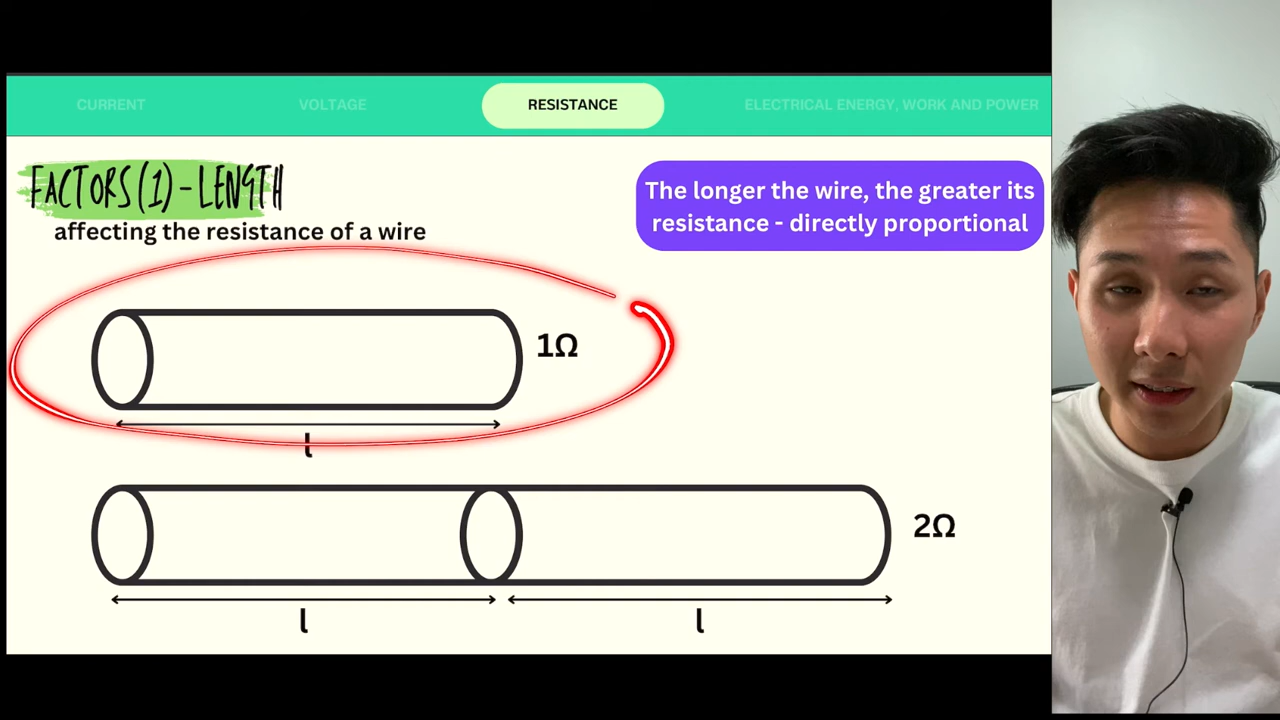 CURRENT VOLTAGE RESISTANCE ELECTRICAL ENERGY, WORK AND POWER
FACTORS(1)-LENGTH
affecting the resistance of a wire
The longer the wire, the greater its
resistance - directly proportional
1Ω
l
2Ω
l l